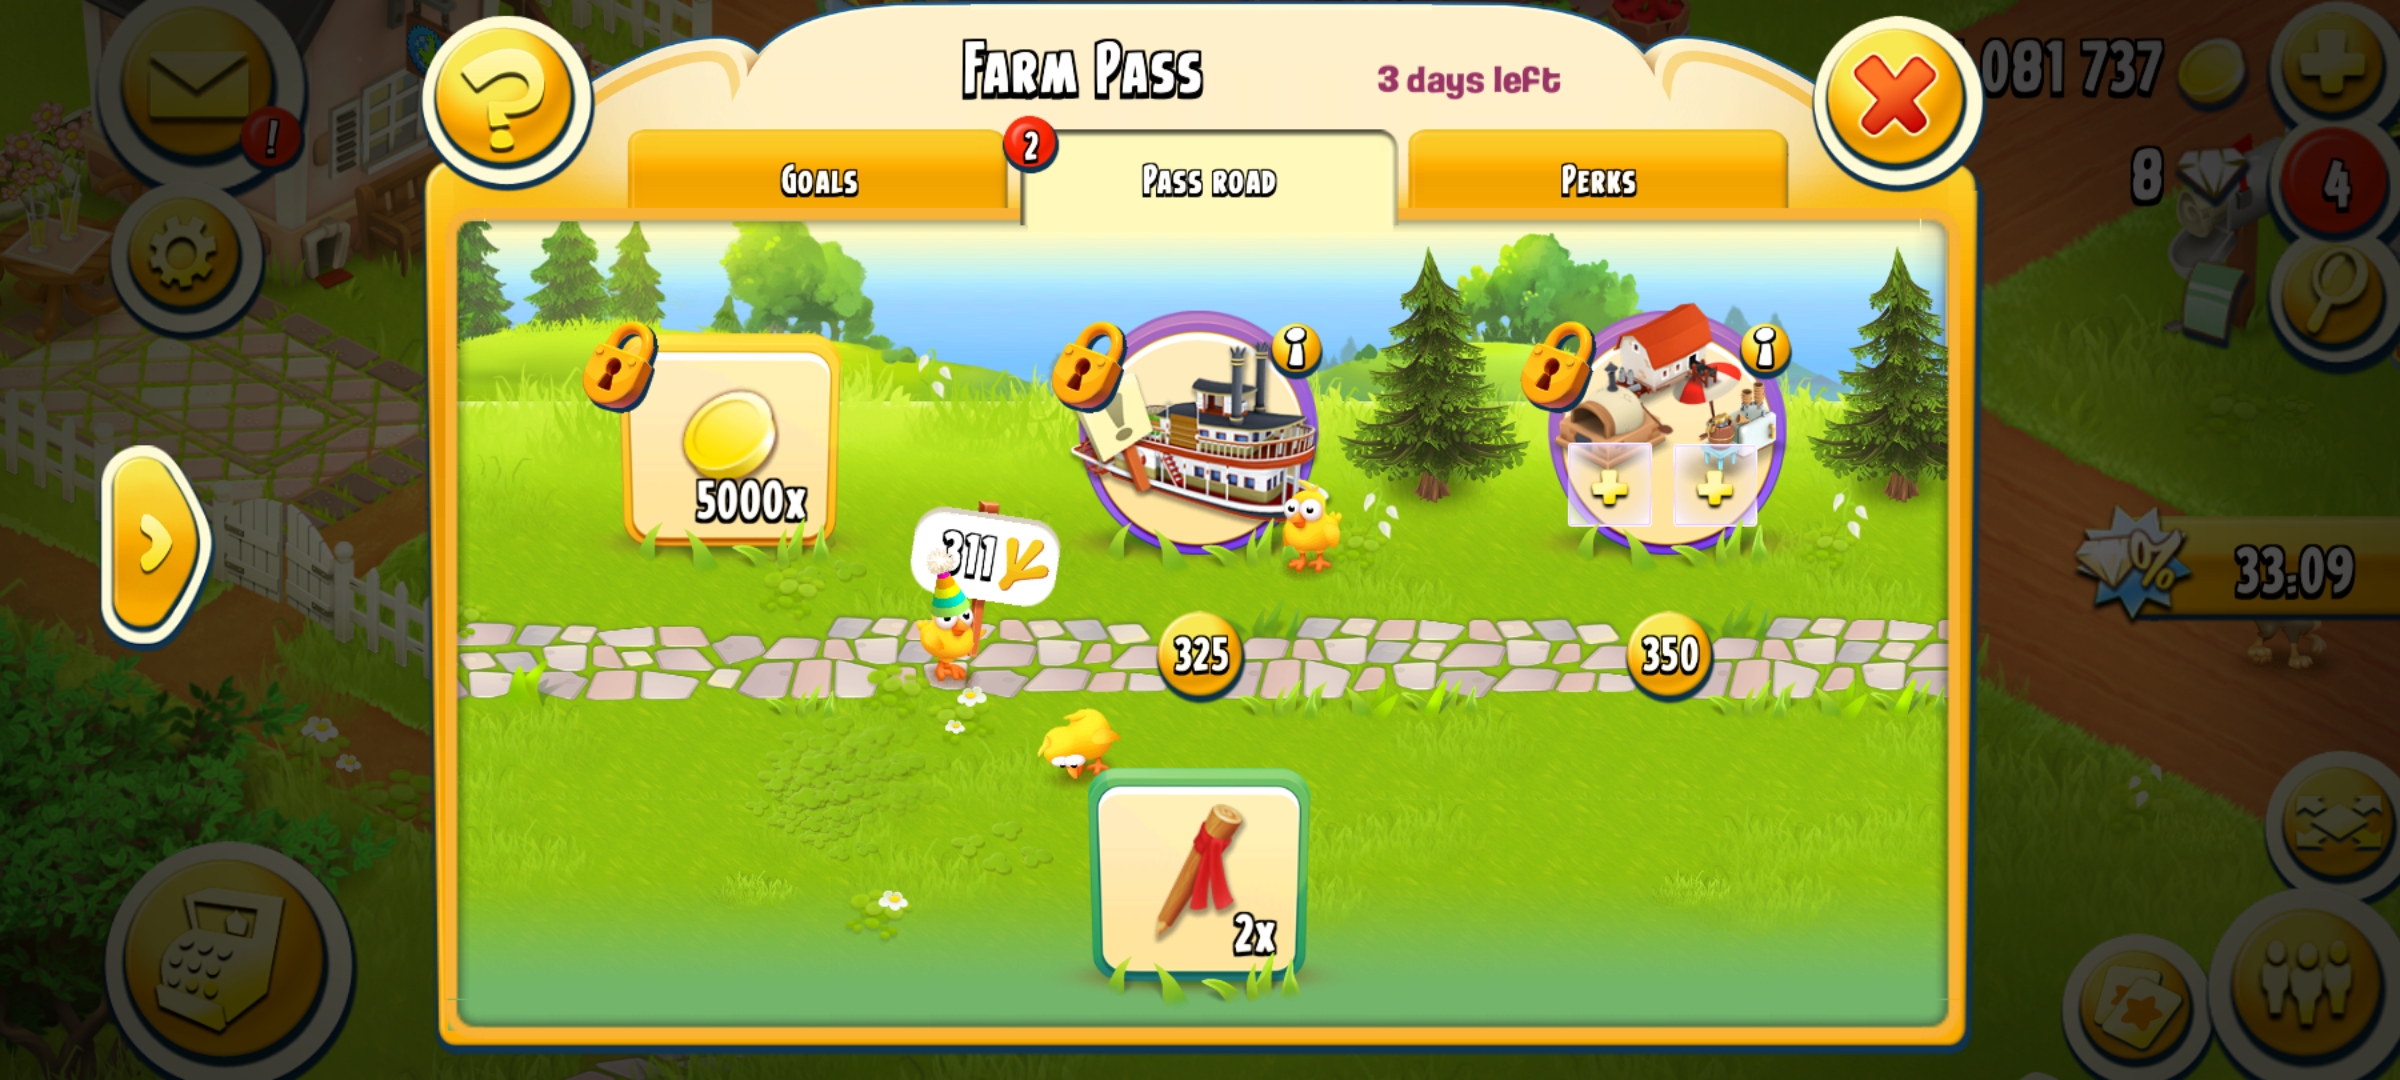 FARM PASS
3 days left
081 737
GOALS
2
PASS ROAD
PERKS
8
4
5000x
311
33:09
325
350
2x